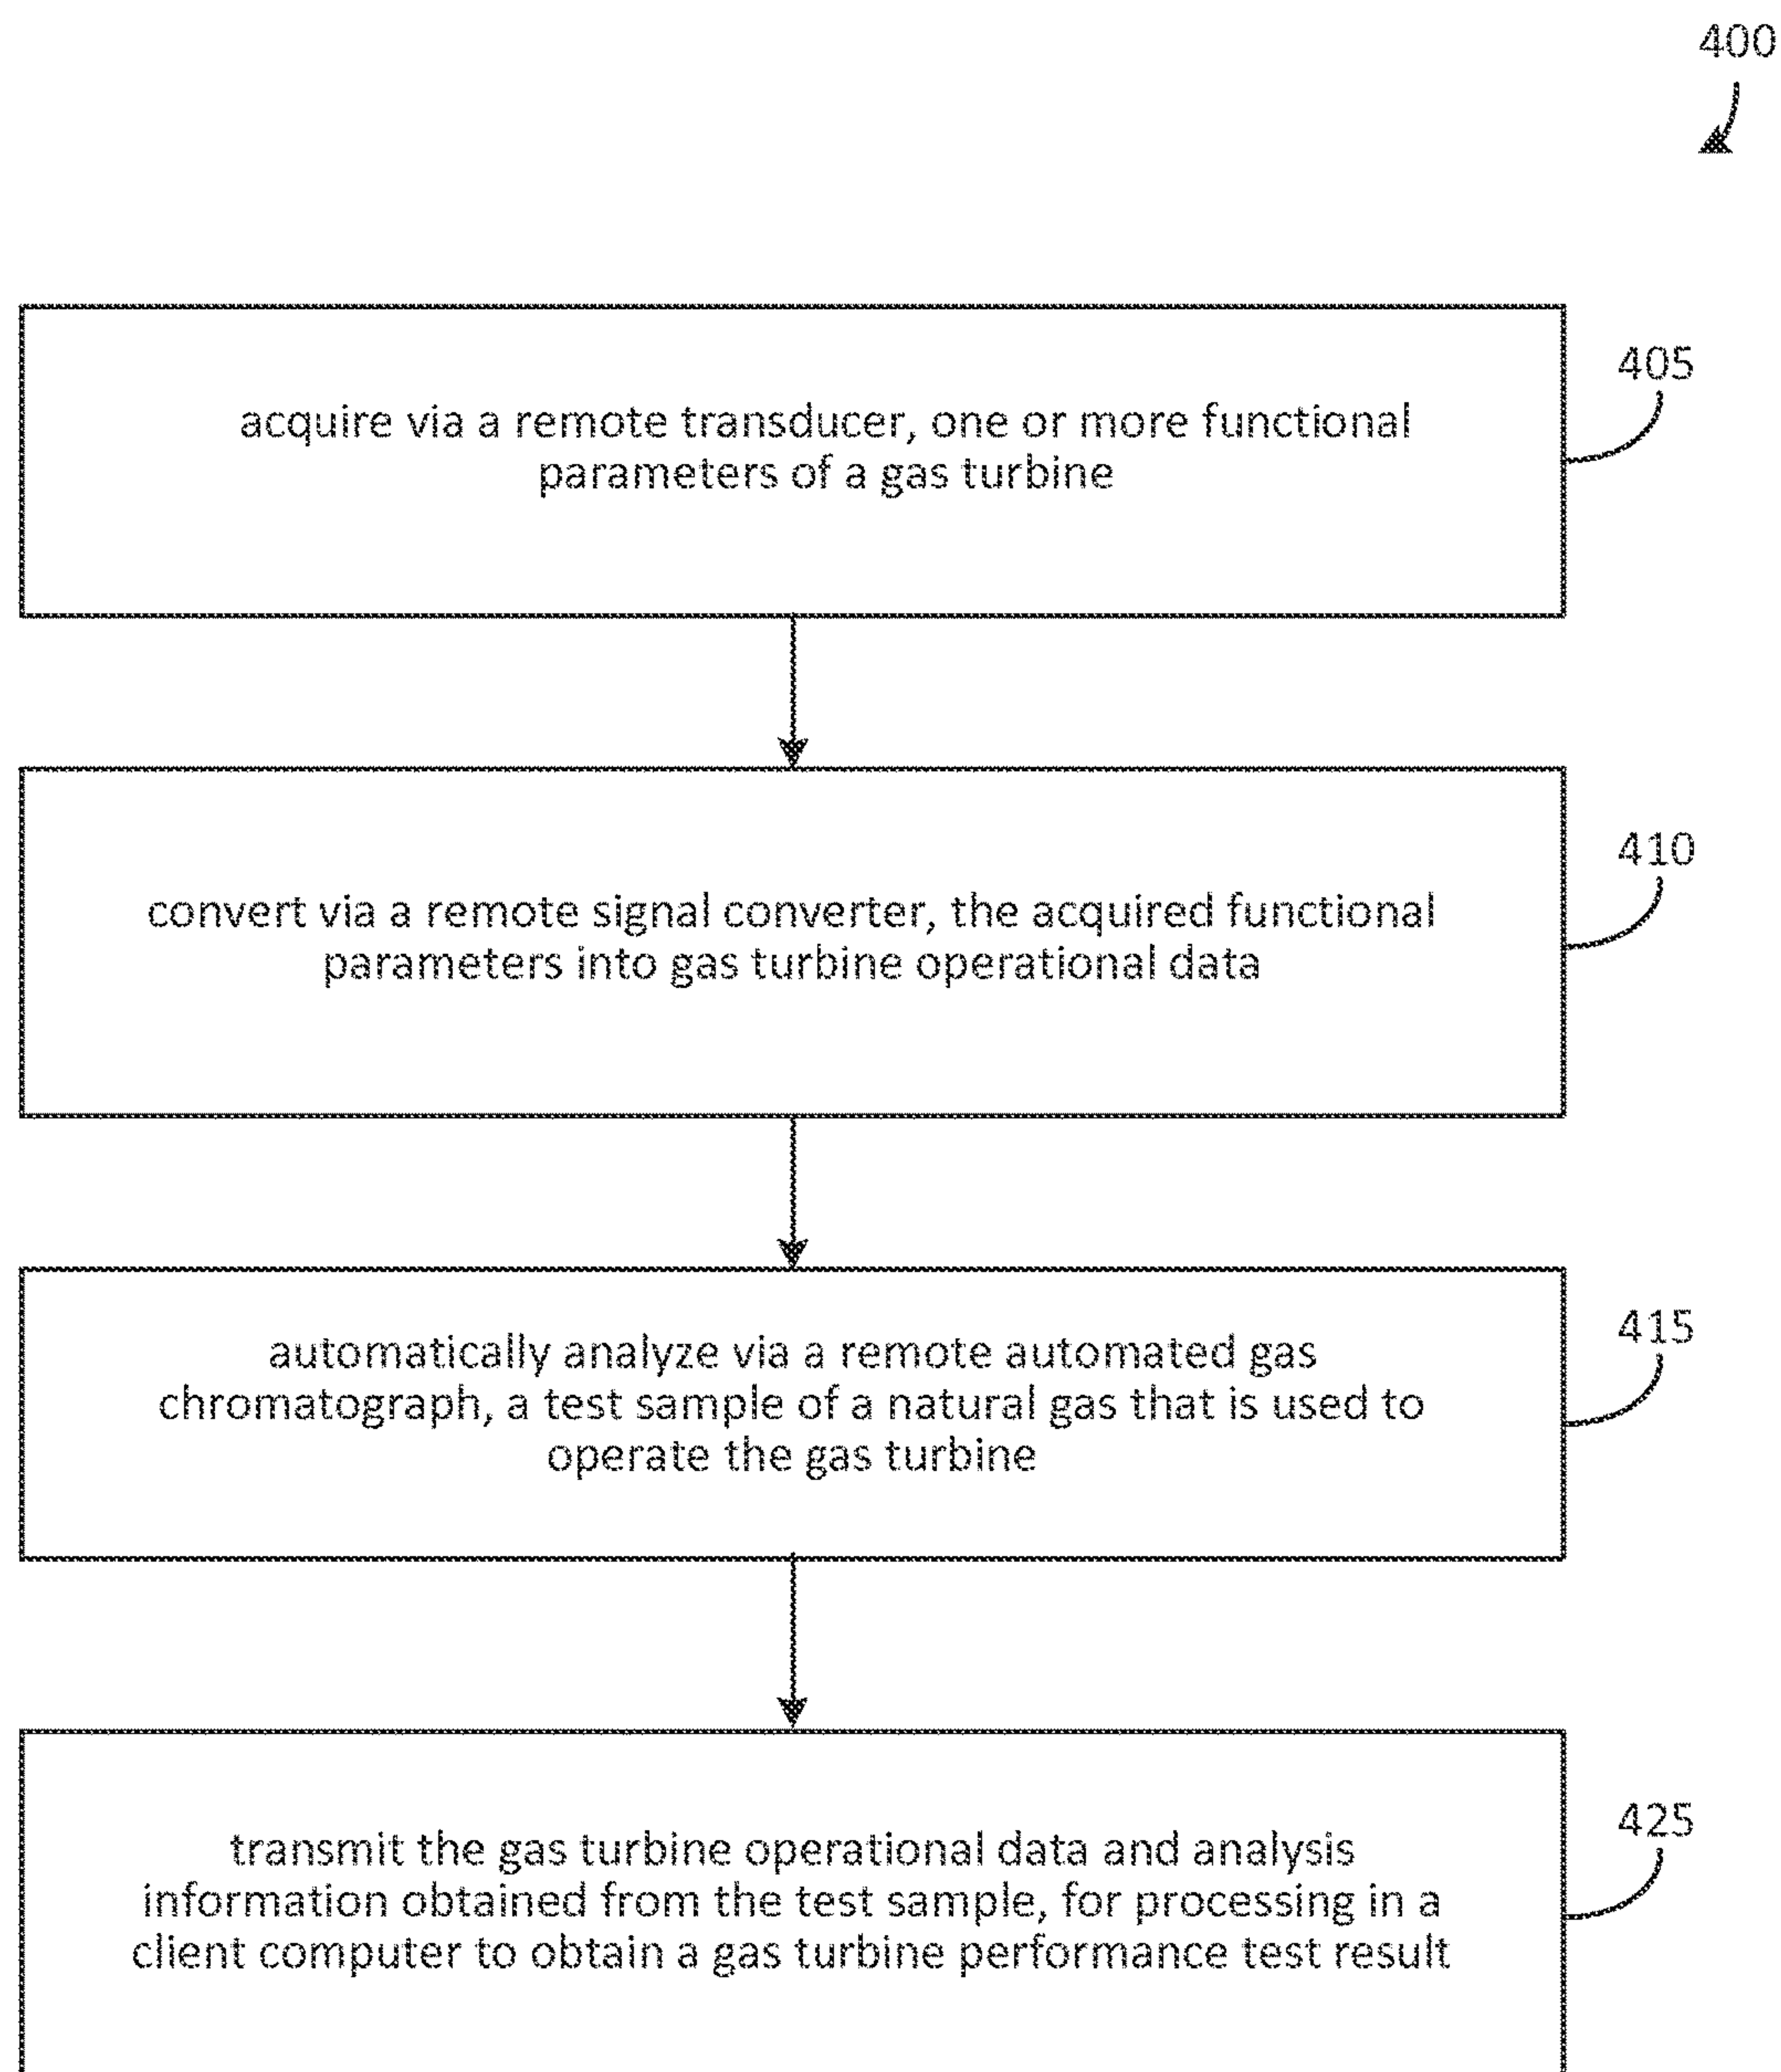 400
acquire via a remote transducer, one or more functional
parameters of a gas turbine
405
convert via a remote signal converter, the acquired functional
parameters into gas turbine operational data
410
automatically analyze via a remote automated gas
chromatograph, a test sample of a natural gas that is used to
operate the gas turbine
415
transmit the gas turbine operational data and analysis
information obtained from the test sample, for processing in a
client computer to obtain a gas turbine performance test result
425